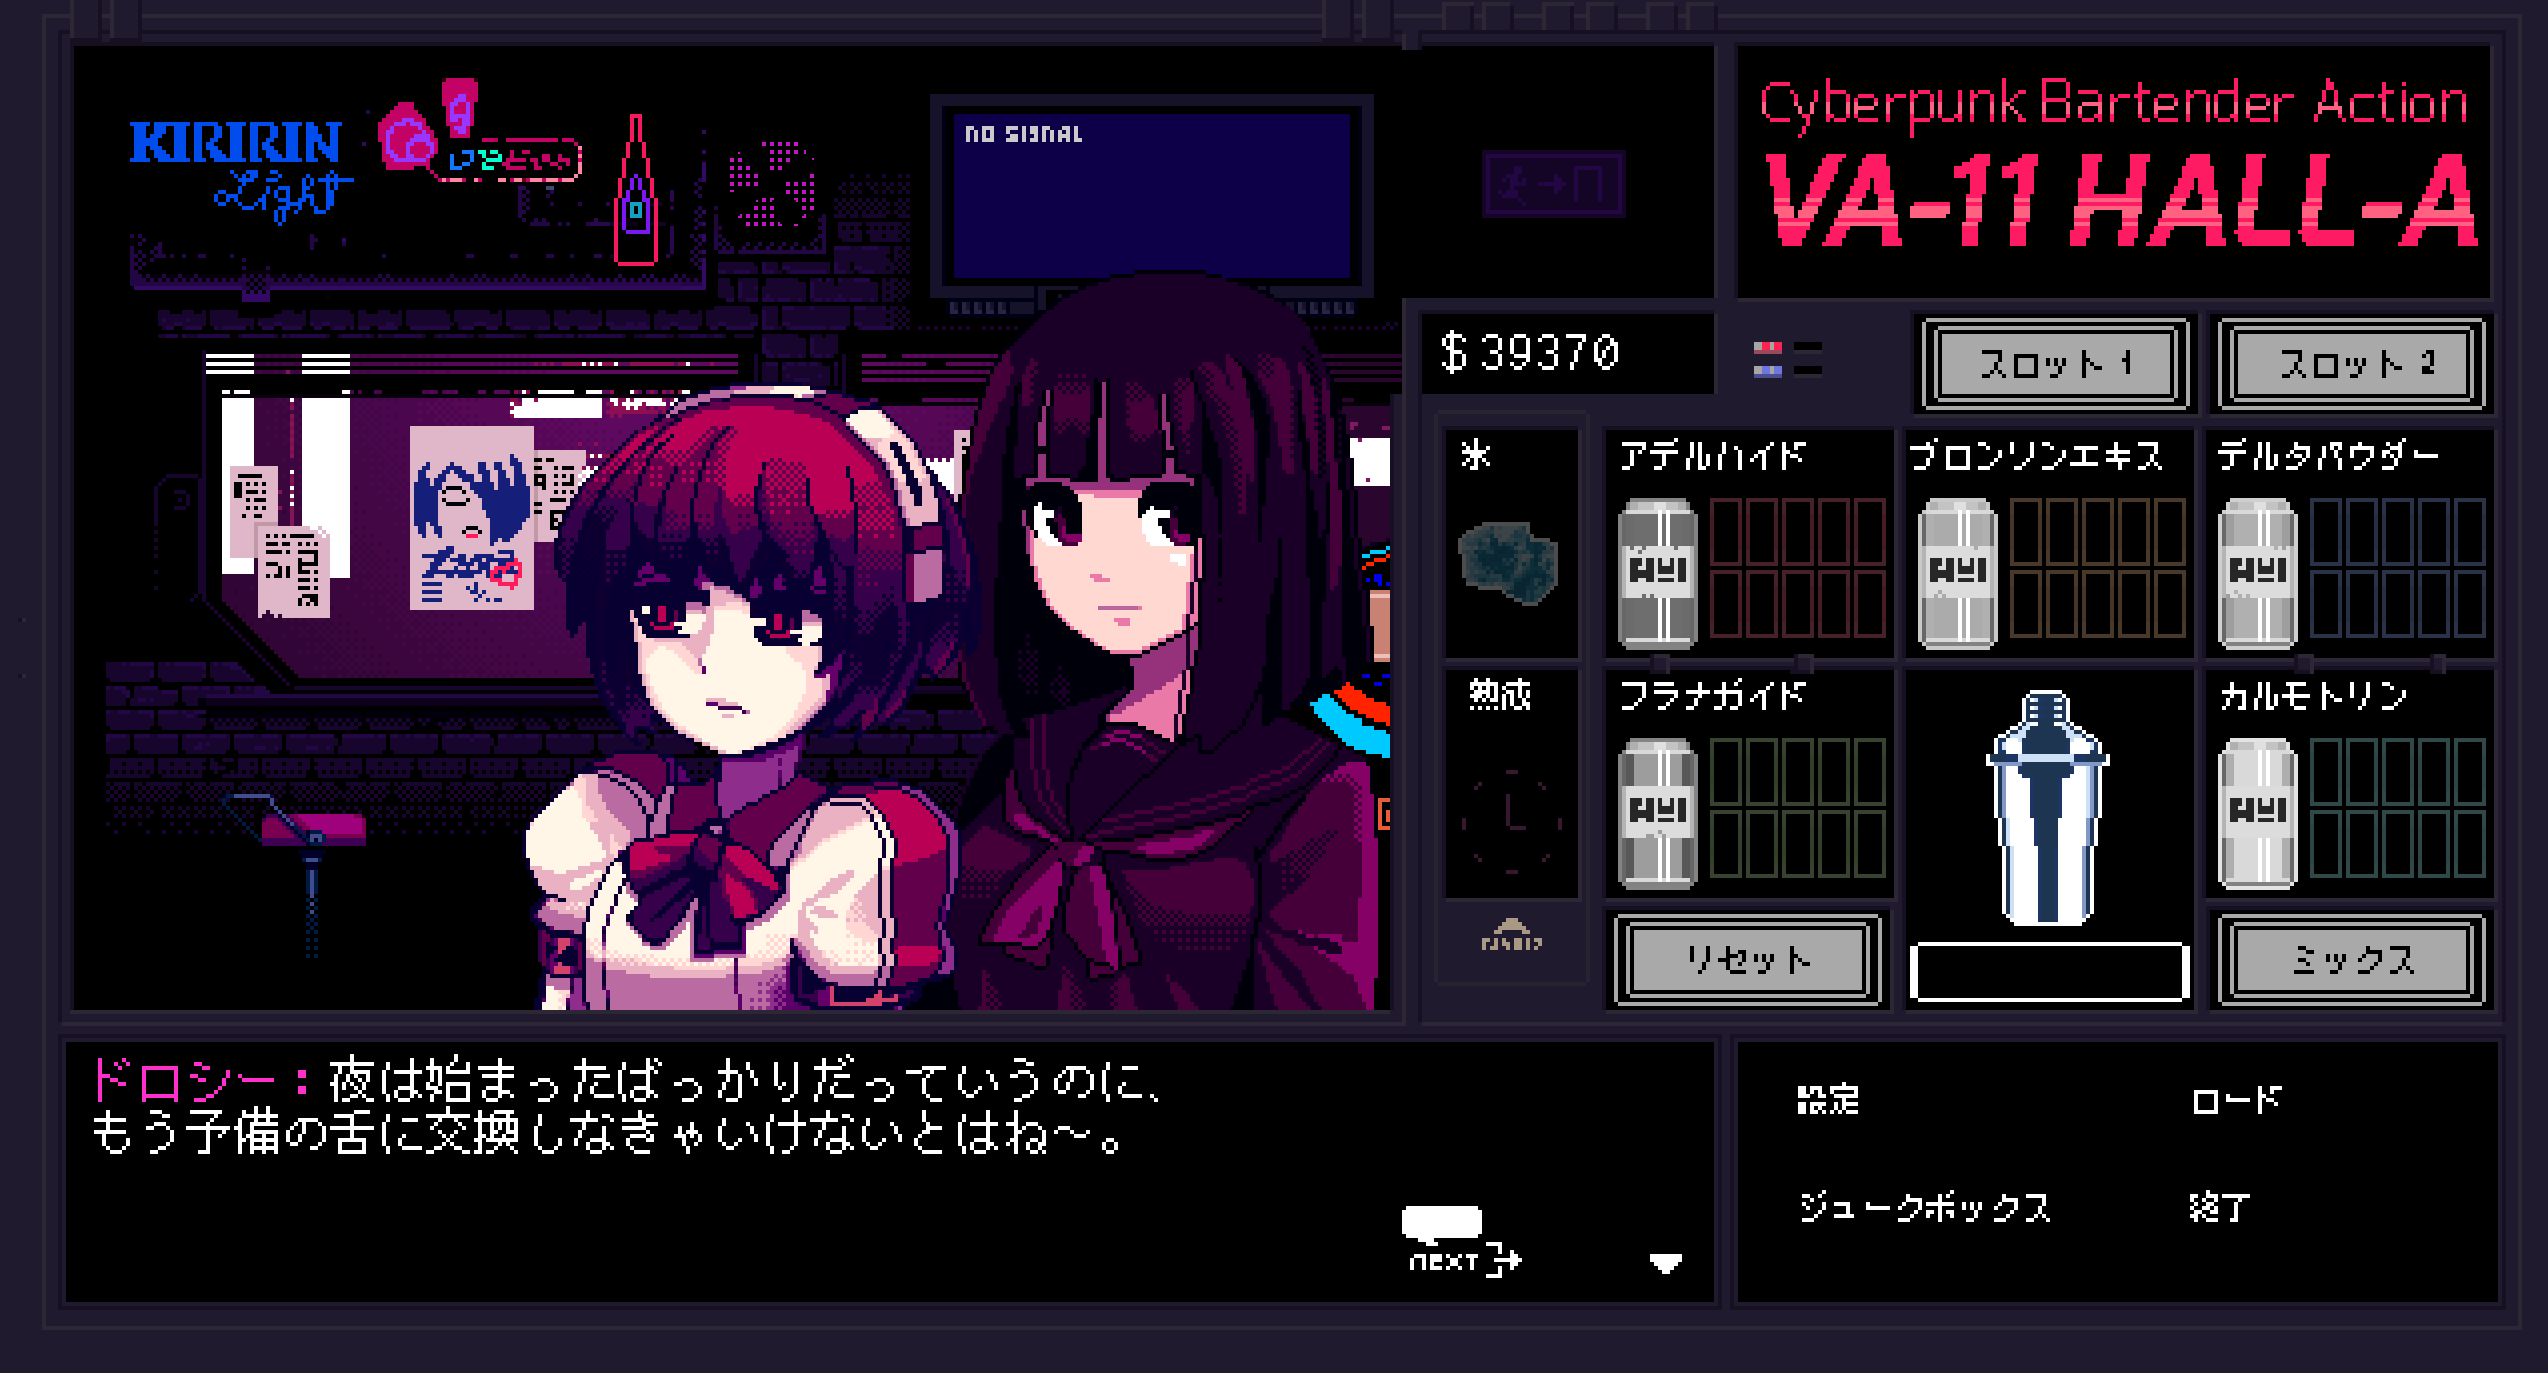 KIRIRIN
Light
NO SIGNAL
Cyberpunk Bartender Action
VA-11 HALL-A
$39370
スロット 1
スロット 2
氷
アデルハイド
ブロンソンエキス
デルタパウダー
熟成
フラナガイド
カルモトリン
リセット
ミックス
ドロシー：夜は始まったばっかりだっていうのに、
もう予備の舌に交換しなきゃいけないとはね～。
NEXT
設定
ロード
ジュークボックス
終了